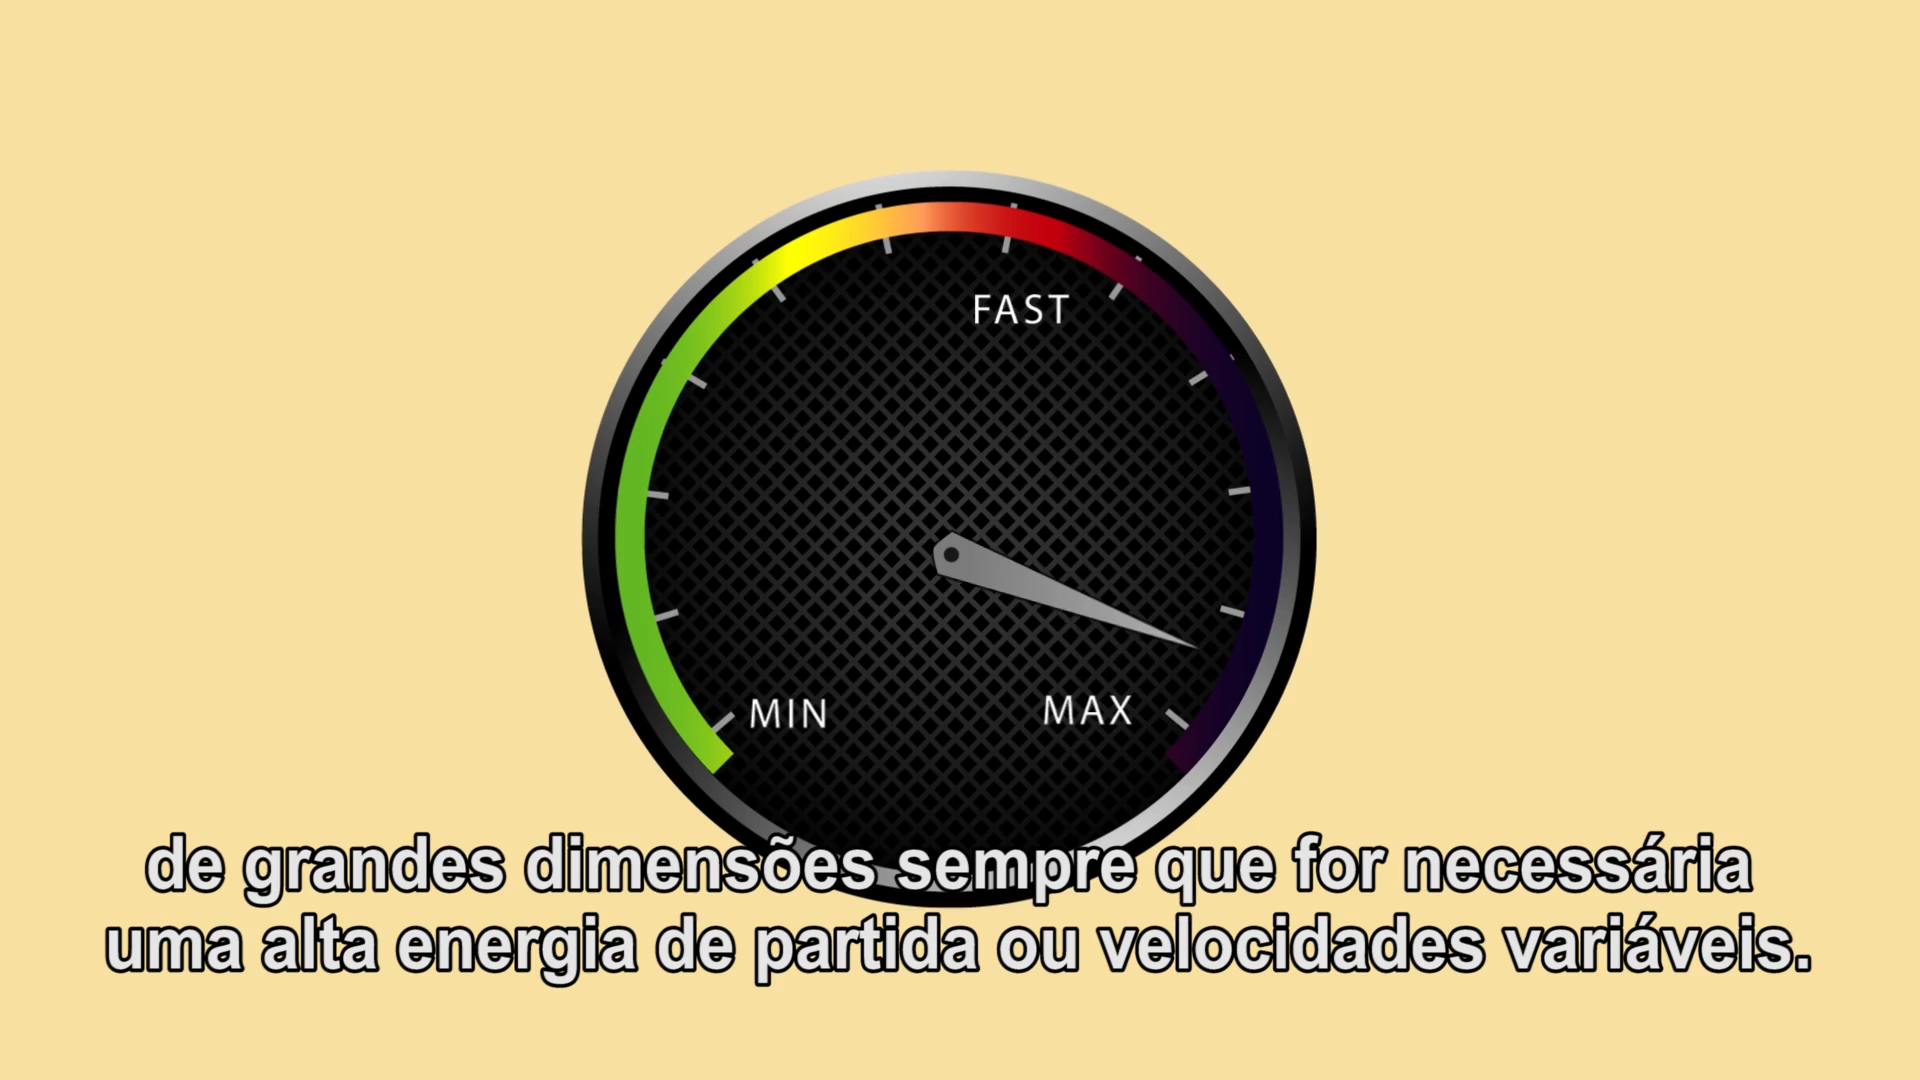 FAST
MIN
MAX
de grandes dimensões sempre que for necessária
uma alta energia de partida ou velocidades variáveis.